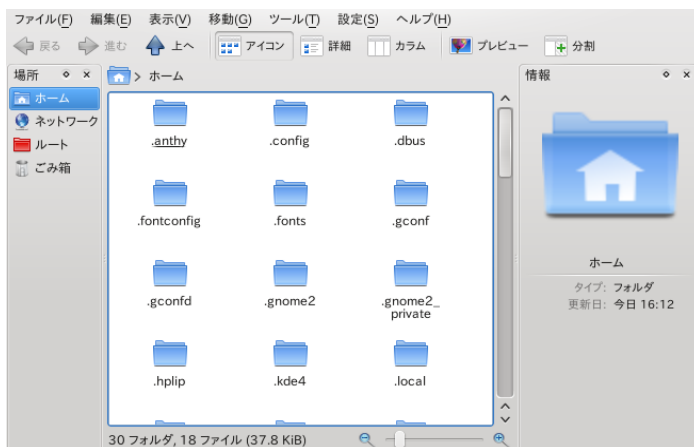 ファイル(F) 編集(E) 表示(V) 移動(G) ツール(T) 設定(S) ヘルプ(H)
戻る 進む 上へ アイコン 詳細 カラム プレビュー 分割
場所
ホーム
ネットワーク
ルート
ごみ箱
> ホーム
.anthy .config .dbus
.fontconfig .fonts .gconf
.gconfd .gnome2 .gnome2_
private
.hplip .kde4 .local
30 フォルダ, 18 ファイル (37.8 KiB)
情報
ホーム
タイプ: フォルダ
更新日: 今日 16:12